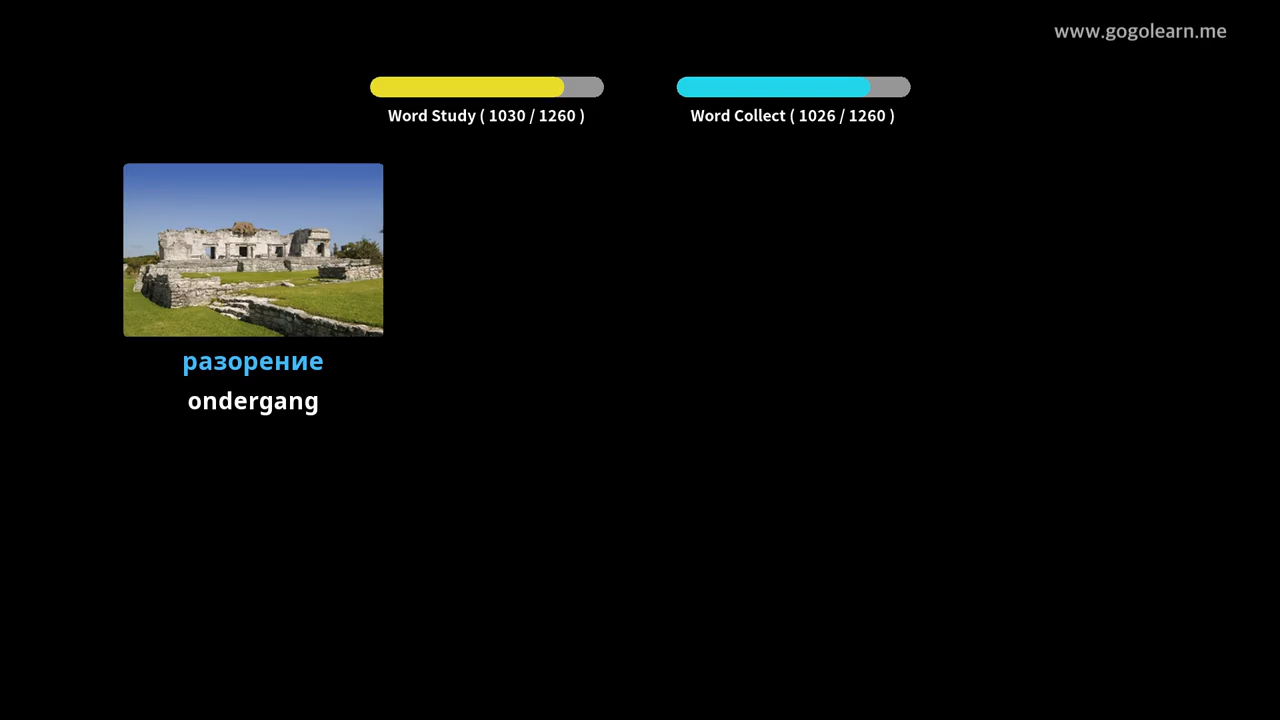 www.gogolearn.me
Word Study ( 1030 / 1260 )
Word Collect ( 1026 / 1260 )
разорение
ondergang